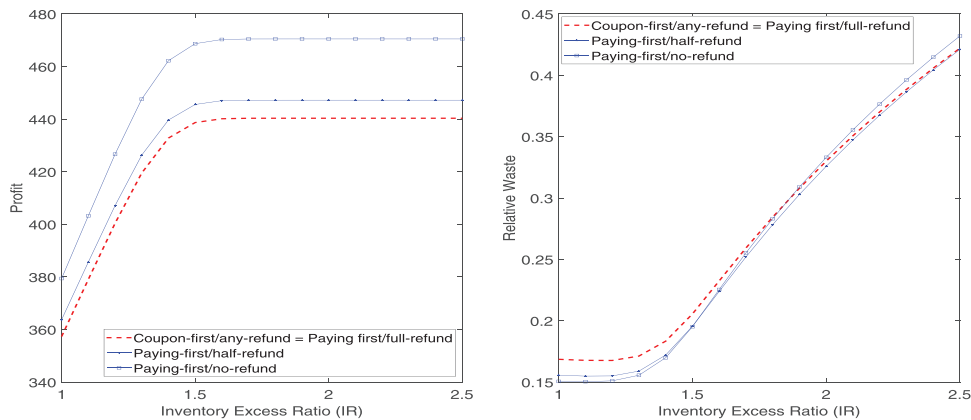 480
460
440
420
400
380
360
340
Profit
Coupon-first/any-refund = Paying first/full-refund
Paying-first/half-refund
Paying-first/no-refund
1
1.5
2
2.5
Inventory Excess Ratio (IR)
0.45
0.4
0.35
0.3
0.25
0.2
0.15
Relative Waste
Coupon-first/any-refund = Paying first/full-refund
Paying-first/half-refund
Paying-first/no-refund
1
1.5
2
2.5
Inventory Excess Ratio (IR)